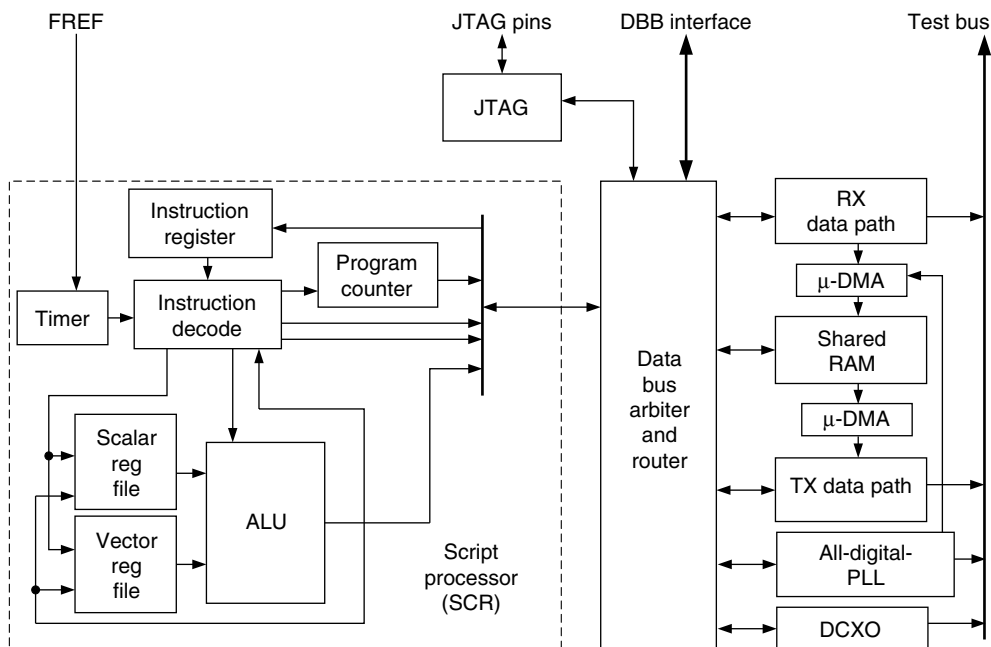 FREF
JTAG pins
DBB interface
Test bus
JTAG
Instruction
register
Program
counter
Timer
Instruction
decode
Scalar
reg
file
Vector
reg
file
ALU
Script
processor
(SCR)
Data
bus
arbiter
and
router
RX
data path
μ-DMA
Shared
RAM
μ-DMA
TX data path
All-digital-
PLL
DCXO